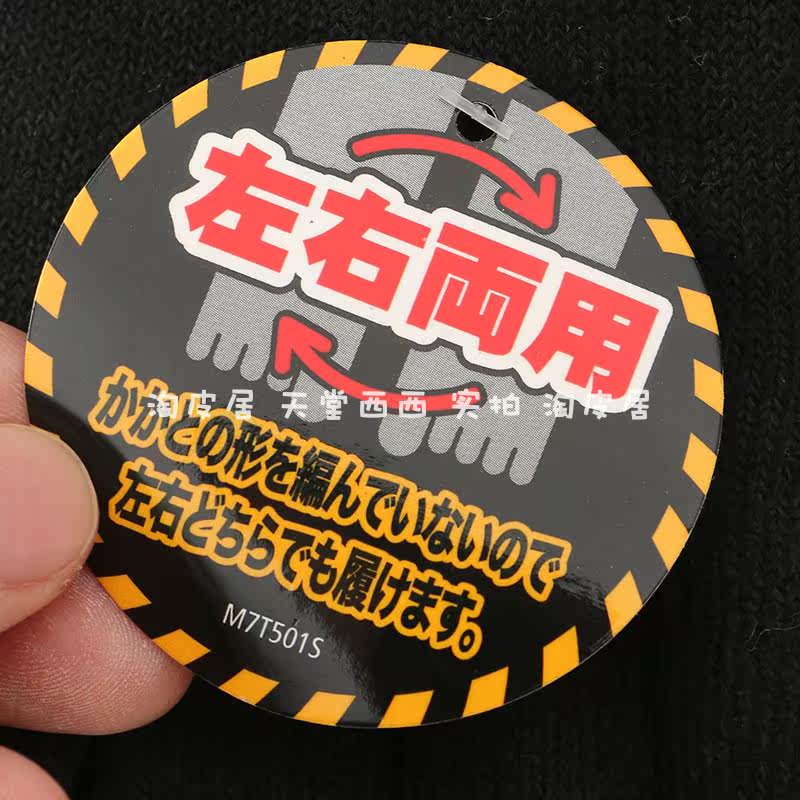 左右両用
淘皮居 天堂西西 实拍 淘皮居
かかとの形を編んでいないので
左右どちらでも履けます。
M7T501S